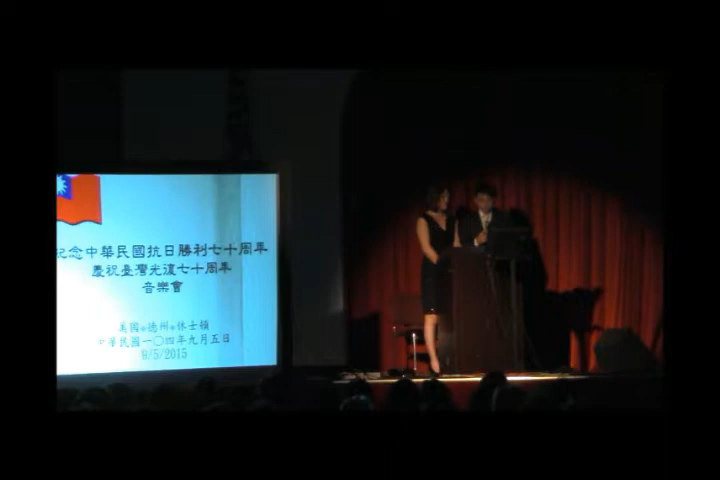 紀念中華民國抗日勝利七十周年
慶祝臺灣光復七十周年
音樂會
美國德州休士頓
中華民國一〇四年九月五日
9/5/2015